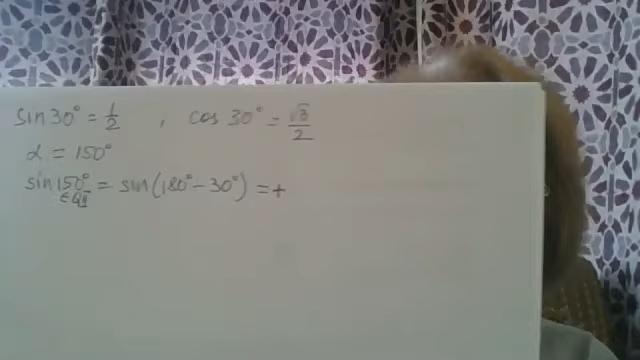 sin 30° = 1/2 , cos 30° = √3/2
α = 150°
sin 150° = sin(180° - 30°) = +
∈ QII